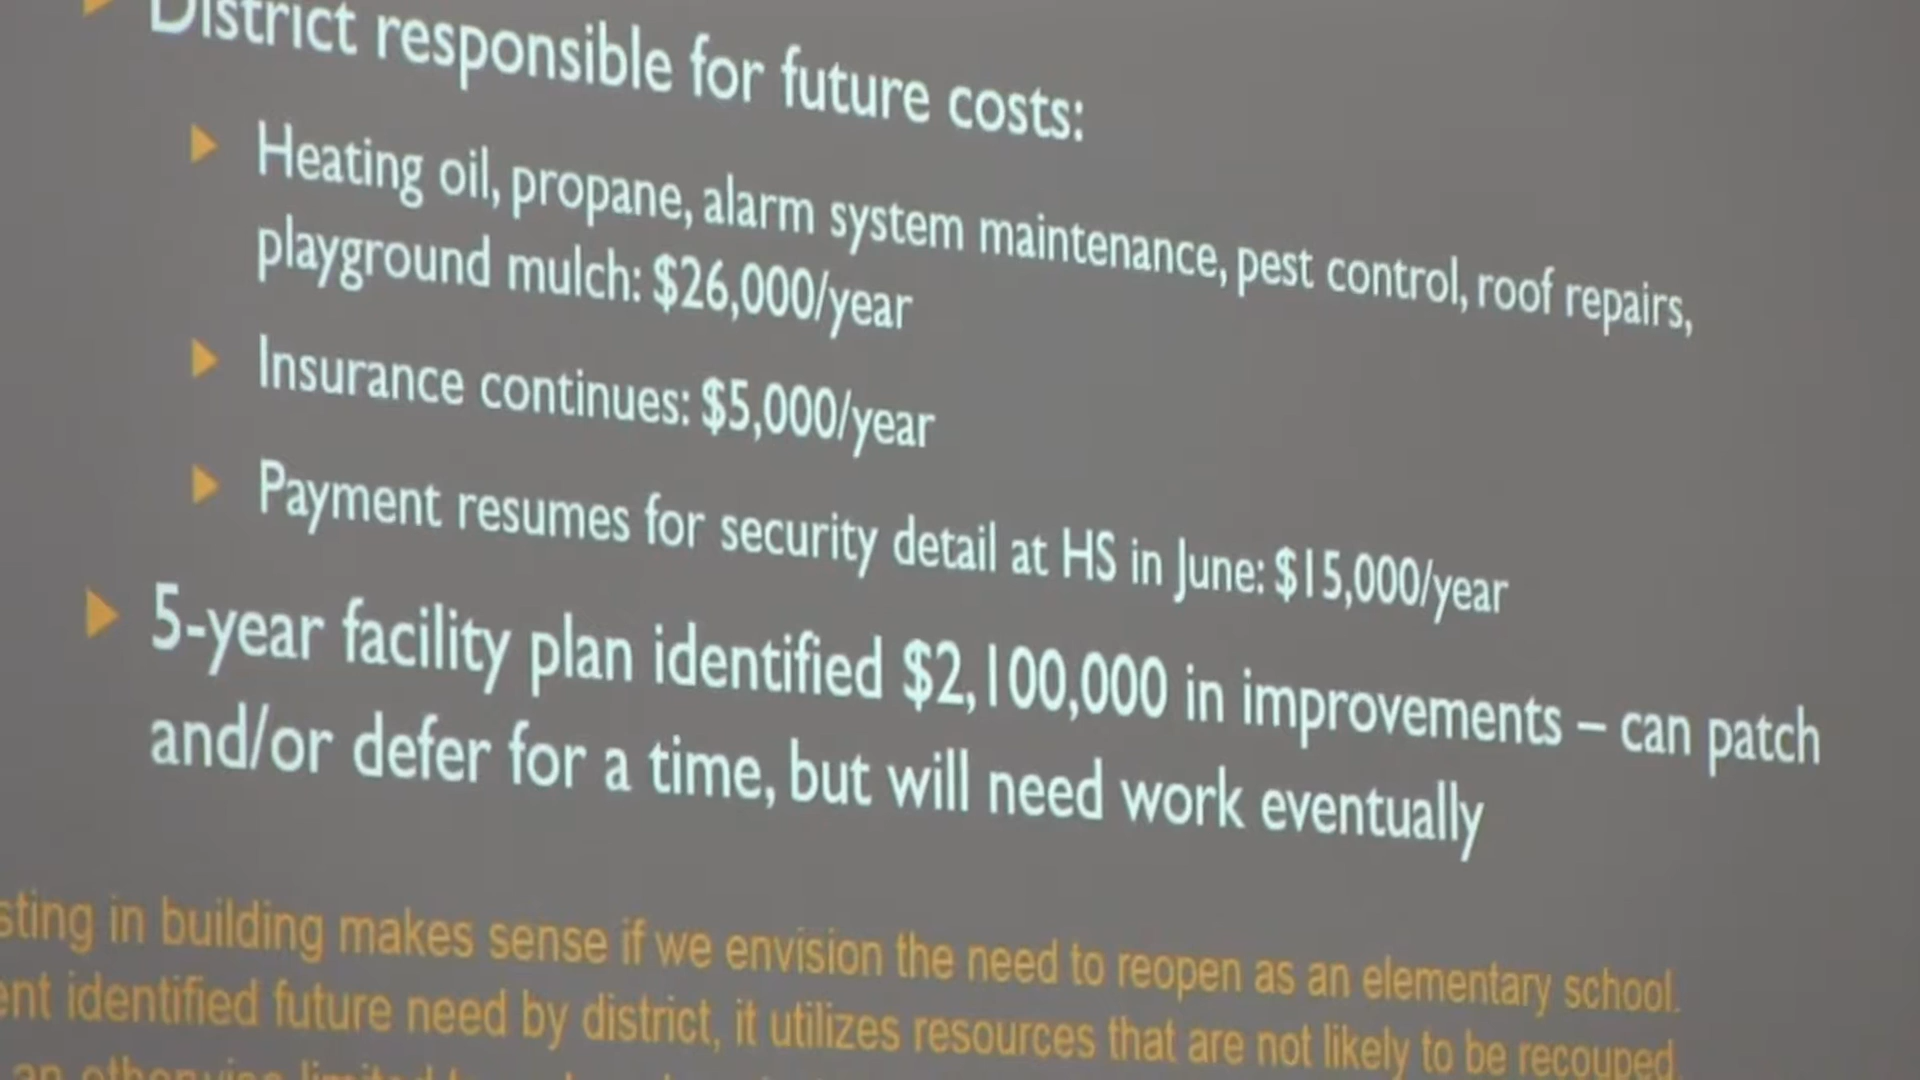 District responsible for future costs:
Heating oil, propane, alarm system maintenance, pest control, roof repairs,
playground mulch: $26,000/year
Insurance continues: $5,000/year
Payment resumes for security detail at HS in June: $15,000/year
5-year facility plan identified $2,100,000 in improvements – can patch
and/or defer for a time, but will need work eventually
sting in building makes sense if we envision the need to reopen as an elementary school.
ent identified future need by district, it utilizes resources that are not likely to be recouped.
an otherwise limited